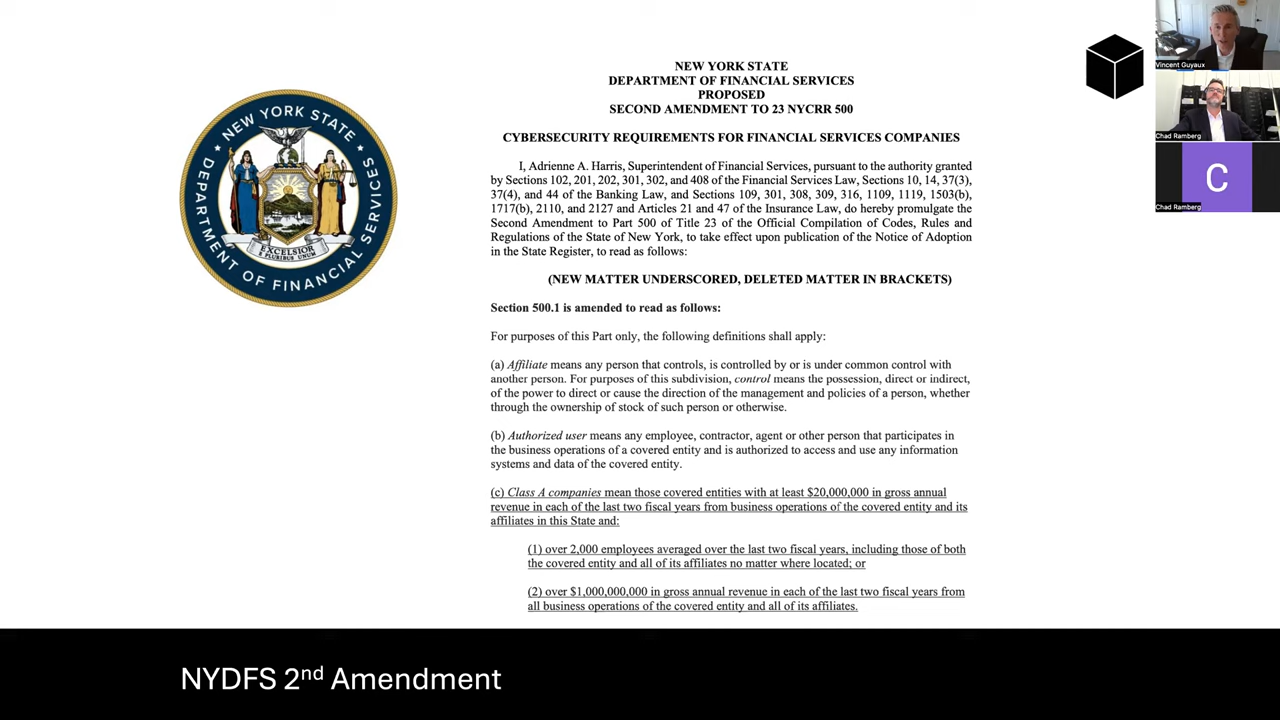 NEW YORK STATE
DEPARTMENT OF FINANCIAL SERVICES
EXCELSIOR
E PLURIBUS UNUM
NEW YORK STATE
DEPARTMENT OF FINANCIAL SERVICES
PROPOSED
SECOND AMENDMENT TO 23 NYCRR 500
CYBERSECURITY REQUIREMENTS FOR FINANCIAL SERVICES COMPANIES
I, Adrienne A. Harris, Superintendent of Financial Services, pursuant to the authority granted
by Sections 102, 201, 202, 301, 302, and 408 of the Financial Services Law, Sections 10, 14, 37(3),
37(4), and 44 of the Banking Law, and Sections 109, 301, 308, 309, 316, 1109, 1119, 1503(b),
1717(b), 2110, and 2127 and Articles 21 and 47 of the Insurance Law, do hereby promulgate the
Second Amendment to Part 500 of Title 23 of the Official Compilation of Codes, Rules and
Regulations of the State of New York, to take effect upon publication of the Notice of Adoption
in the State Register, to read as follows:
(NEW MATTER UNDERSCORED, DELETED MATTER IN BRACKETS)
Section 500.1 is amended to read as follows:
For purposes of this Part only, the following definitions shall apply:
(a) Affiliate means any person that controls, is controlled by or is under common control with
another person. For purposes of this subdivision, control means the possession, direct or indirect,
of the power to direct or cause the direction of the management and policies of a person, whether
through the ownership of stock of such person or otherwise.
(b) Authorized user means any employee, contractor, agent or other person that participates in
the business operations of a covered entity and is authorized to access and use any information
systems and data of the covered entity.
(c) Class A companies mean those covered entities with at least $20,000,000 in gross annual
revenue in each of the last two fiscal years from business operations of the covered entity and its
affiliates in this State and:
(1) over 2,000 employees averaged over the last two fiscal years, including those of both
the covered entity and all of its affiliates no matter where located; or
(2) over $1,000,000,000 in gross annual revenue in each of the last two fiscal years from
all business operations of the covered entity and all of its affiliates.
NYDFS 2nd Amendment
Vincent Guyaux
Chad Ramberg
C
Chad Ramberg